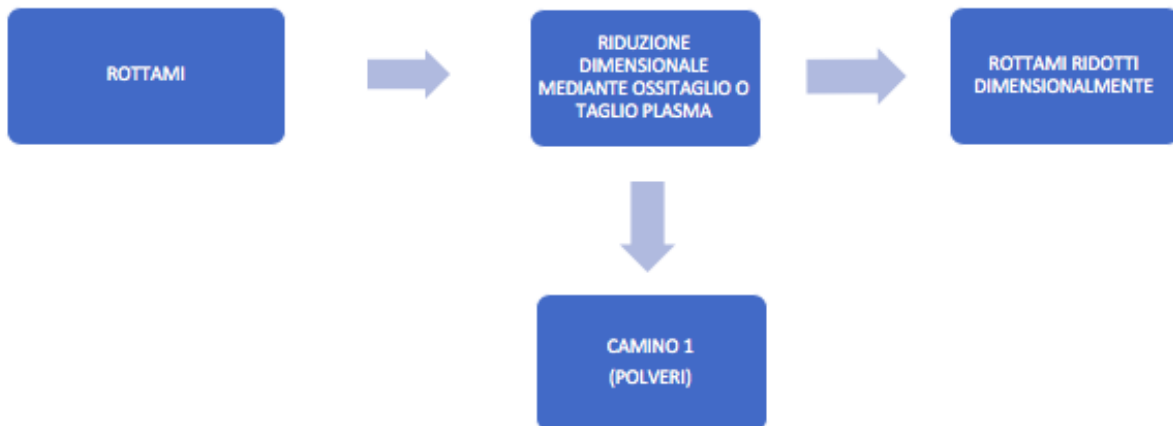 ROTTAMI
RIDUZIONE
DIMENSIONALE
MEDIANTE OSSITAGLIO O
TAGLIO PLASMA
ROTTAMI RIDOTTI
DIMENSIONALMENTE
CAMINO 1
(POLVERI)